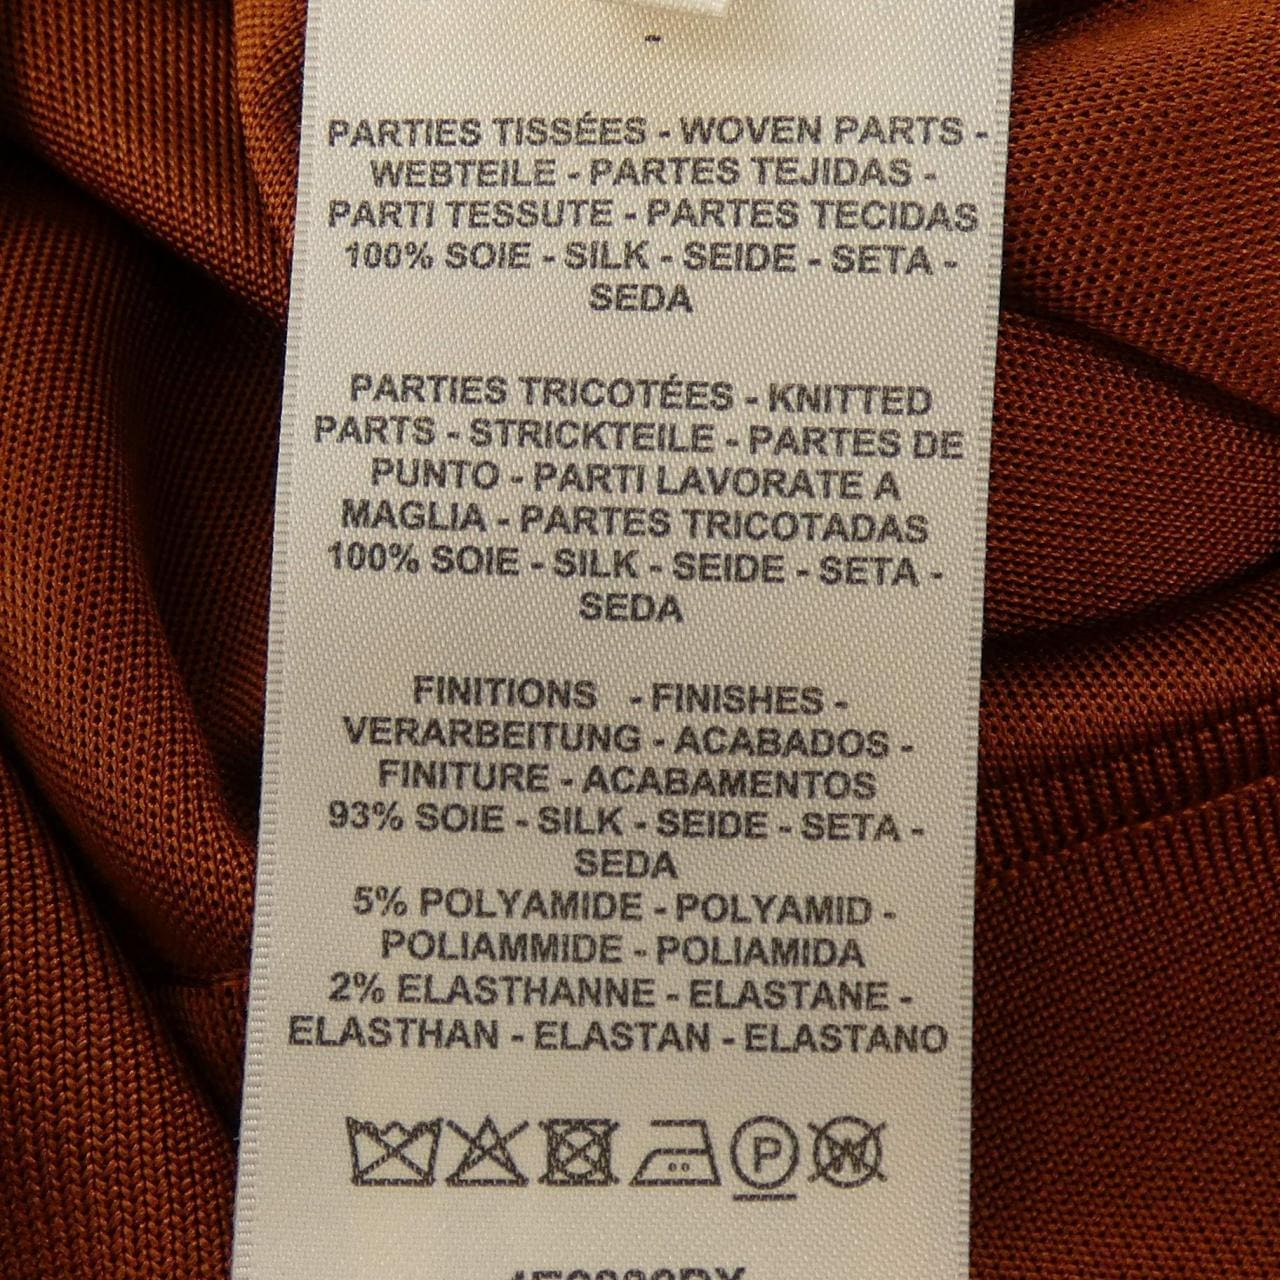 -
PARTIES TISSÉES - WOVEN PARTS -
WEBTEILE - PARTES TEJIDAS -
PARTI TESSUTE - PARTES TECIDAS
100% SOIE - SILK - SEIDE - SETA -
SEDA
PARTIES TRICOTÉES - KNITTED
PARTS - STRICKTEILE - PARTES DE
PUNTO - PARTI LAVORATE A
MAGLIA - PARTES TRICOTADAS
100% SOIE - SILK - SEIDE - SETA -
SEDA
FINITIONS - FINISHES -
VERARBEITUNG - ACABADOS -
FINITURE - ACABAMENTOS
93% SOIE - SILK - SEIDE - SETA -
SEDA
5% POLYAMIDE - POLYAMID -
POLIAMMIDE - POLIAMIDA
2% ELASTHANNE - ELASTANE -
ELASTHAN - ELASTAN - ELASTANO
P W